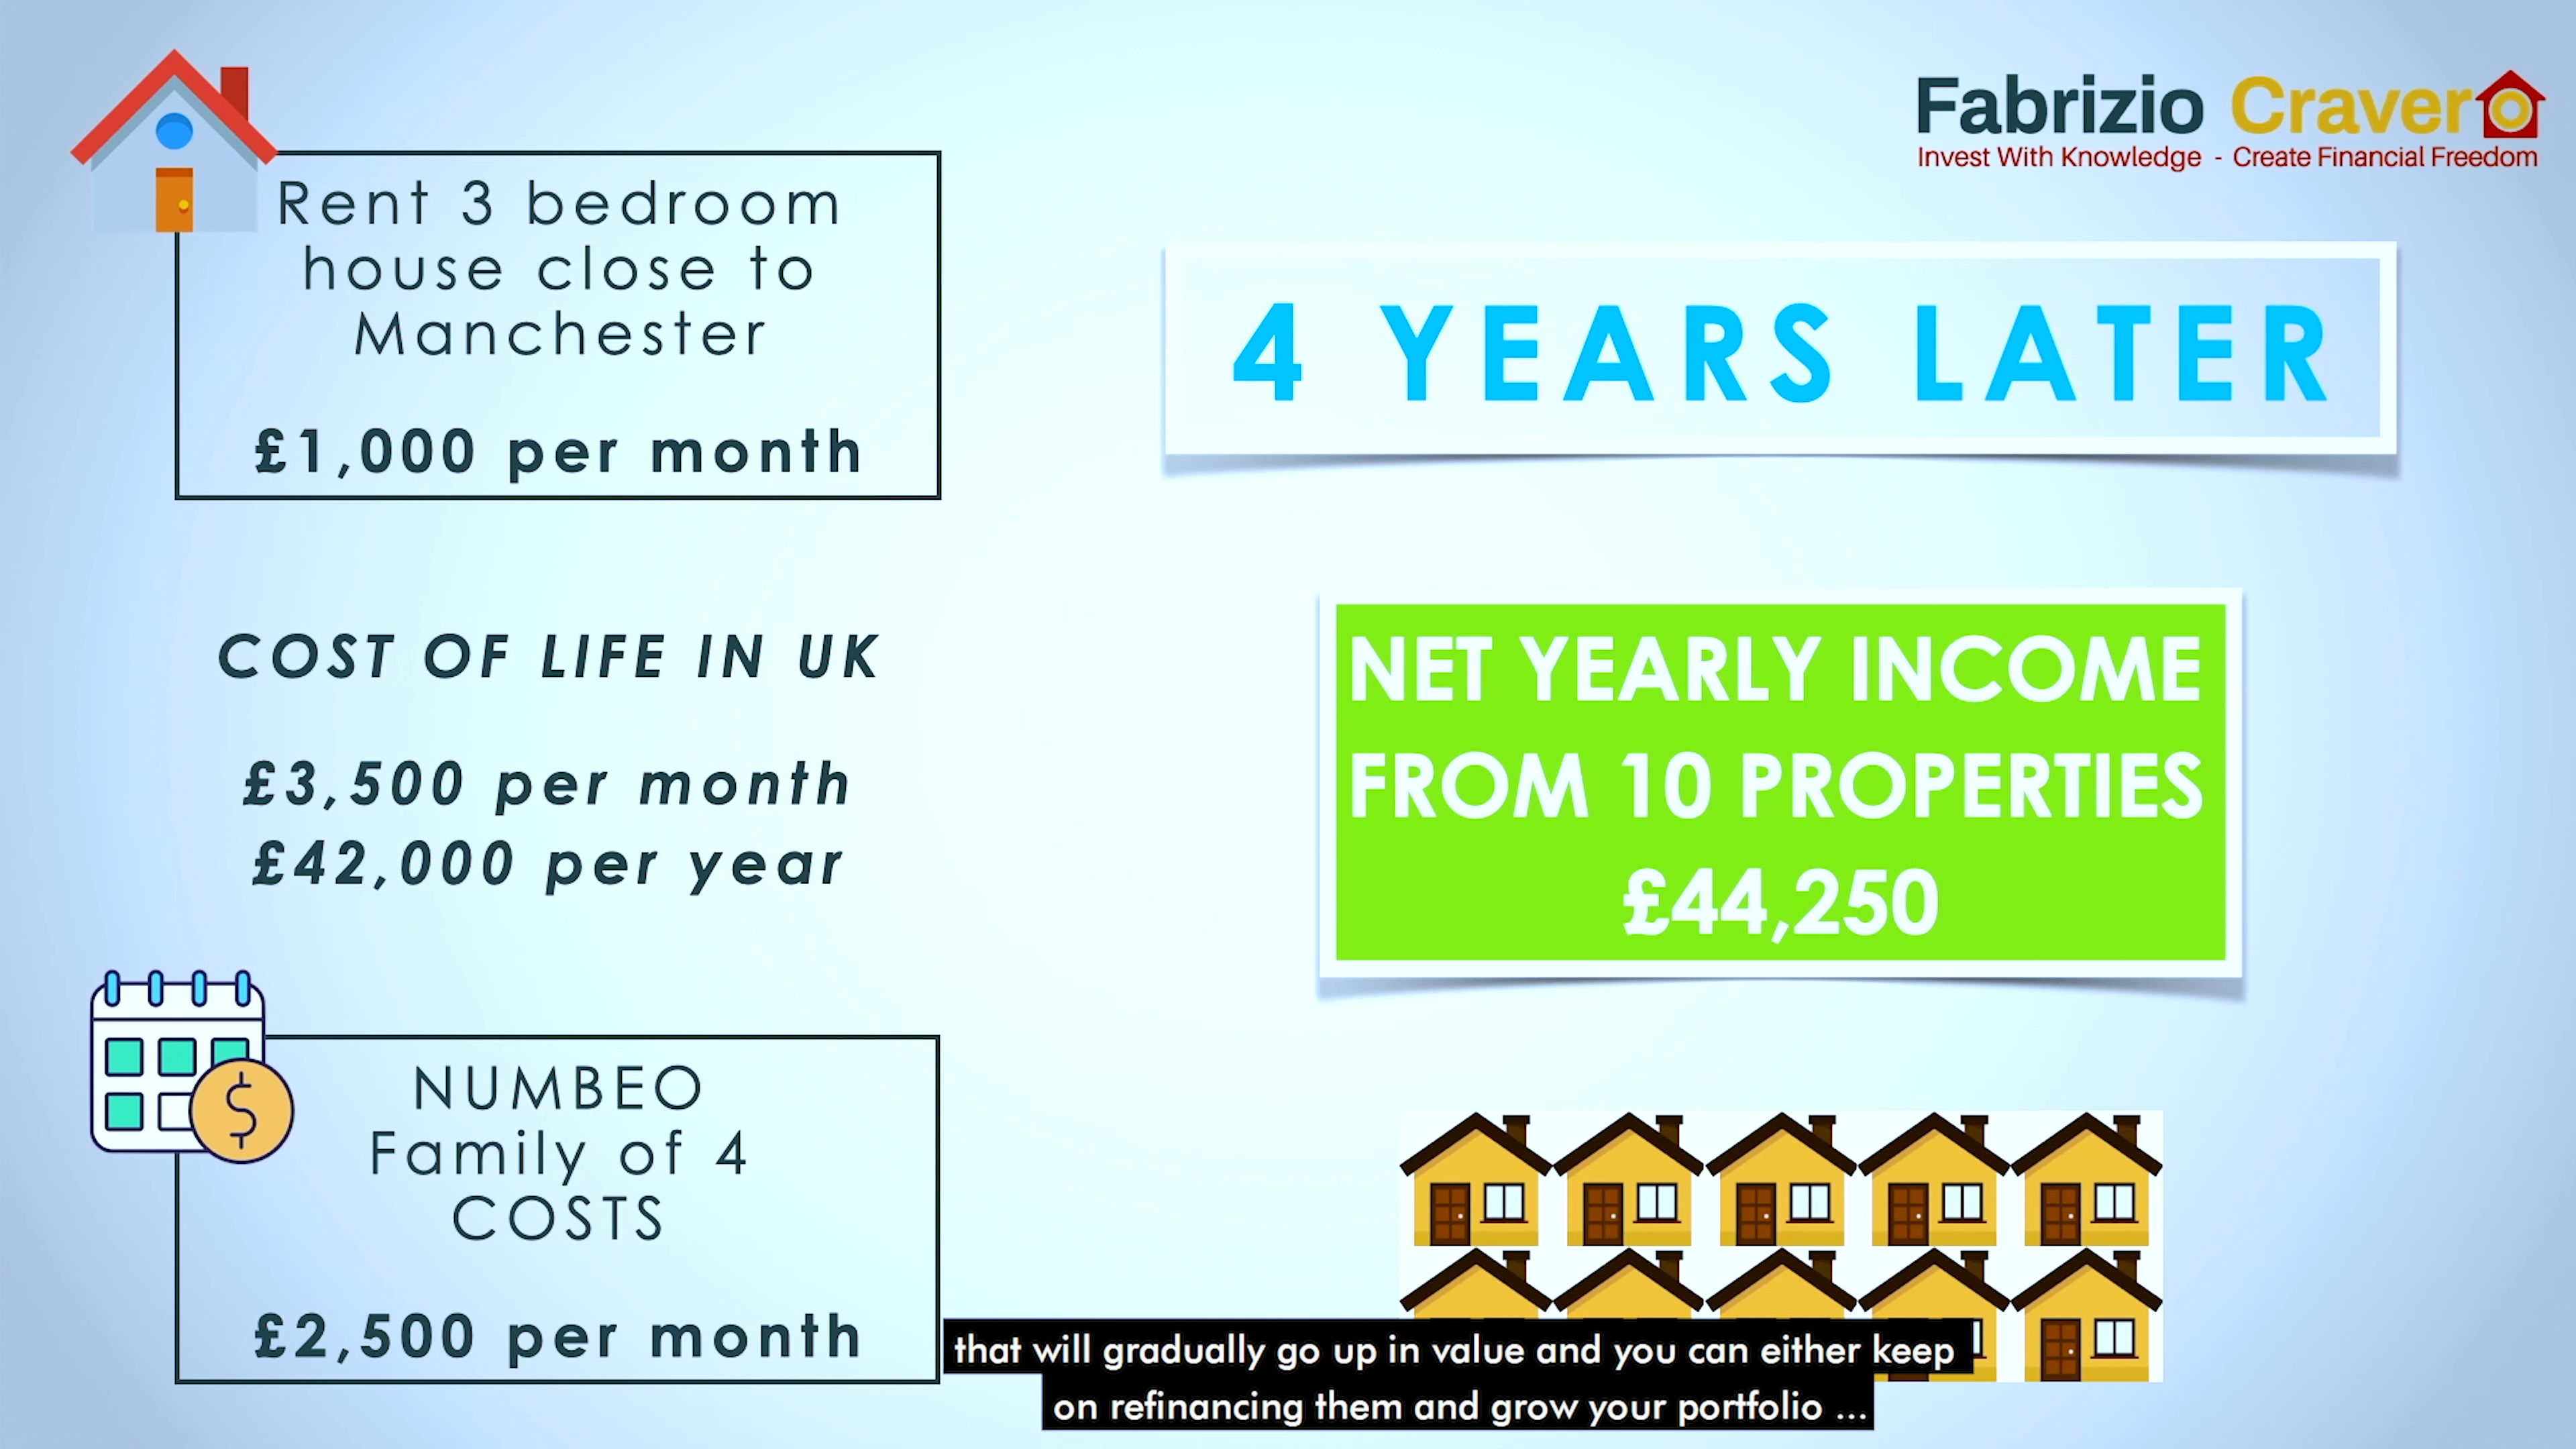 Fabrizio Cravero
Invest With Knowledge - Create Financial Freedom
Rent 3 bedroom
house close to
Manchester
£1,000 per month
4 YEARS LATER
COST OF LIFE IN UK
£3,500 per month
£42,000 per year
NET YEARLY INCOME
FROM 10 PROPERTIES
£44,250
$
NUMBEO
Family of 4
COSTS
£2,500 per month
that will gradually go up in value and you can either keep
on refinancing them and grow your portfolio ...